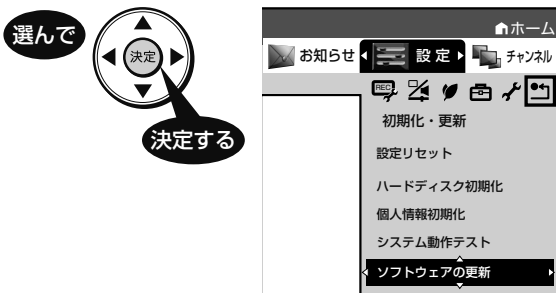 選んで
決定
決定する
ホーム
お知らせ 設定 チャンネル
REC
初期化・更新
設定リセット
ハードディスク初期化
個人情報初期化
システム動作テスト
ソフトウェアの更新